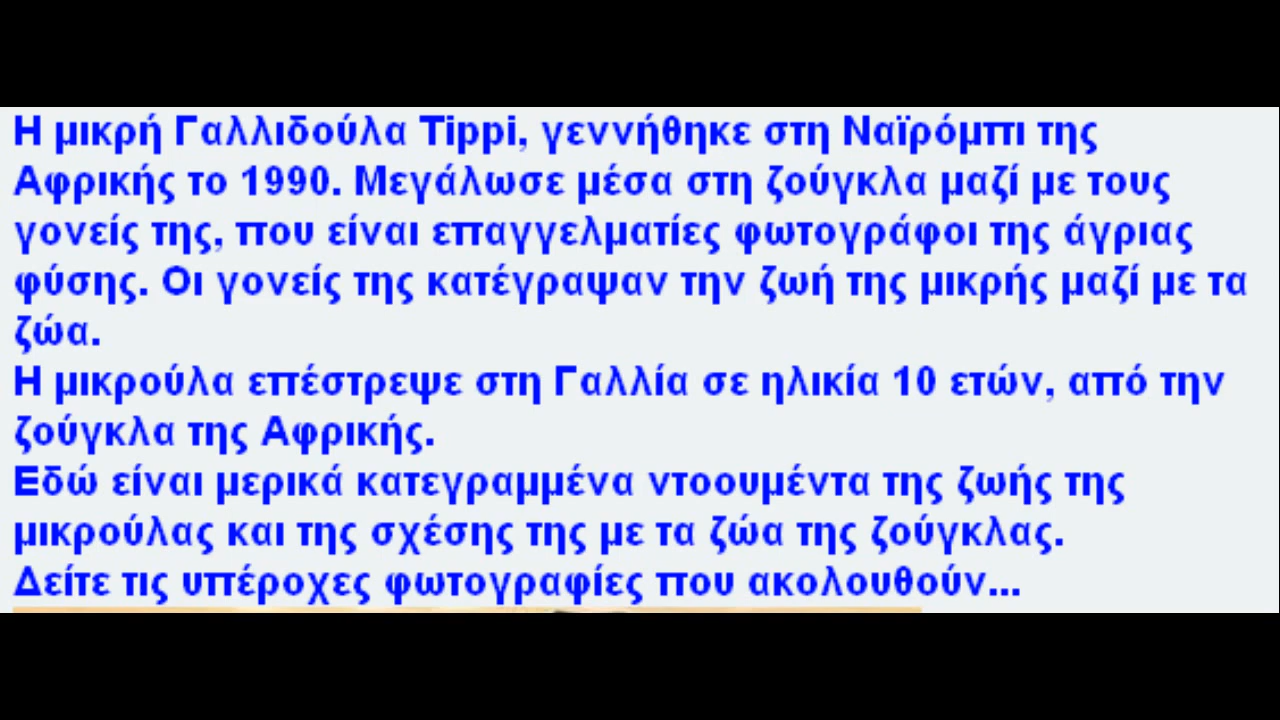 Η μικρή Γαλλιδούλα Tippi, γεννήθηκε στη Ναϊρόμπι της
Αφρικής το 1990. Μεγάλωσε μέσα στη ζούγκλα μαζί με τους
γονείς της, που είναι επαγγελματίες φωτογράφοι της άγριας
φύσης. Οι γονείς της κατέγραψαν την ζωή της μικρής μαζί με τα
ζώα.
Η μικρούλα επέστρεψε στη Γαλλία σε ηλικία 10 ετών, από την
ζούγκλα της Αφρικής.
Εδώ είναι μερικά κατεγραμμένα ντοουμέντα της ζωής της
μικρούλας και της σχέσης της με τα ζώα της ζούγκλας.
Δείτε τις υπέροχες φωτογραφίες που ακολουθούν...